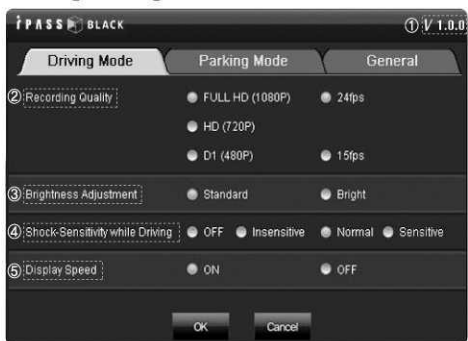 iPASS BLACK ① V 1.0.0
Driving Mode Parking Mode General
② Recording Quality FULL HD (1080P) 24fps
HD (720P)
D1 (480P) 15fps
③ Brightness Adjustment Standard Bright
④ Shock-Sensitivity while Driving OFF Insensitive Normal Sensitive
⑤ Display Speed ON OFF
OK Cancel